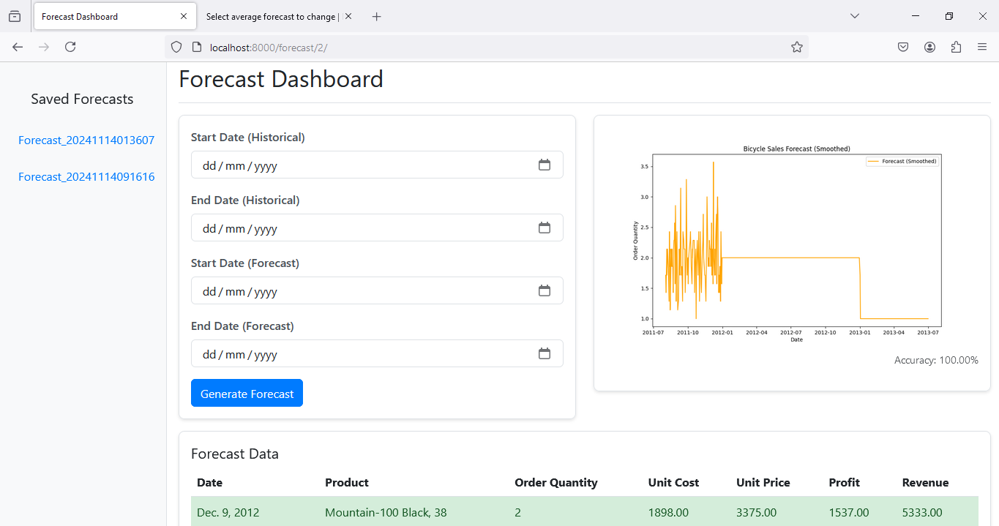 Forecast Dashboard
Select average forecast to change |
localhost:8000/forecast/2/
Saved Forecasts
Forecast_20241114013607
Forecast_20241114091616
Forecast Dashboard
Start Date (Historical)
dd / mm / yyyy
End Date (Historical)
dd / mm / yyyy
Start Date (Forecast)
dd / mm / yyyy
End Date (Forecast)
dd / mm / yyyy
Generate Forecast
Bicycle Sales Forecast (Smoothed)
Forecast (Smoothed)
Order Quantity
3.5
3.0
2.5
2.0
1.5
1.0
2011-07 2011-10 2012-01 2012-04 2012-07 2012-10 2013-01 2013-04 2013-07
Date
Accuracy: 100.00%
Forecast Data
Date Product Order Quantity Unit Cost Unit Price Profit Revenue
Dec. 9, 2012 Mountain-100 Black, 38 2 1898.00 3375.00 1537.00 5333.00